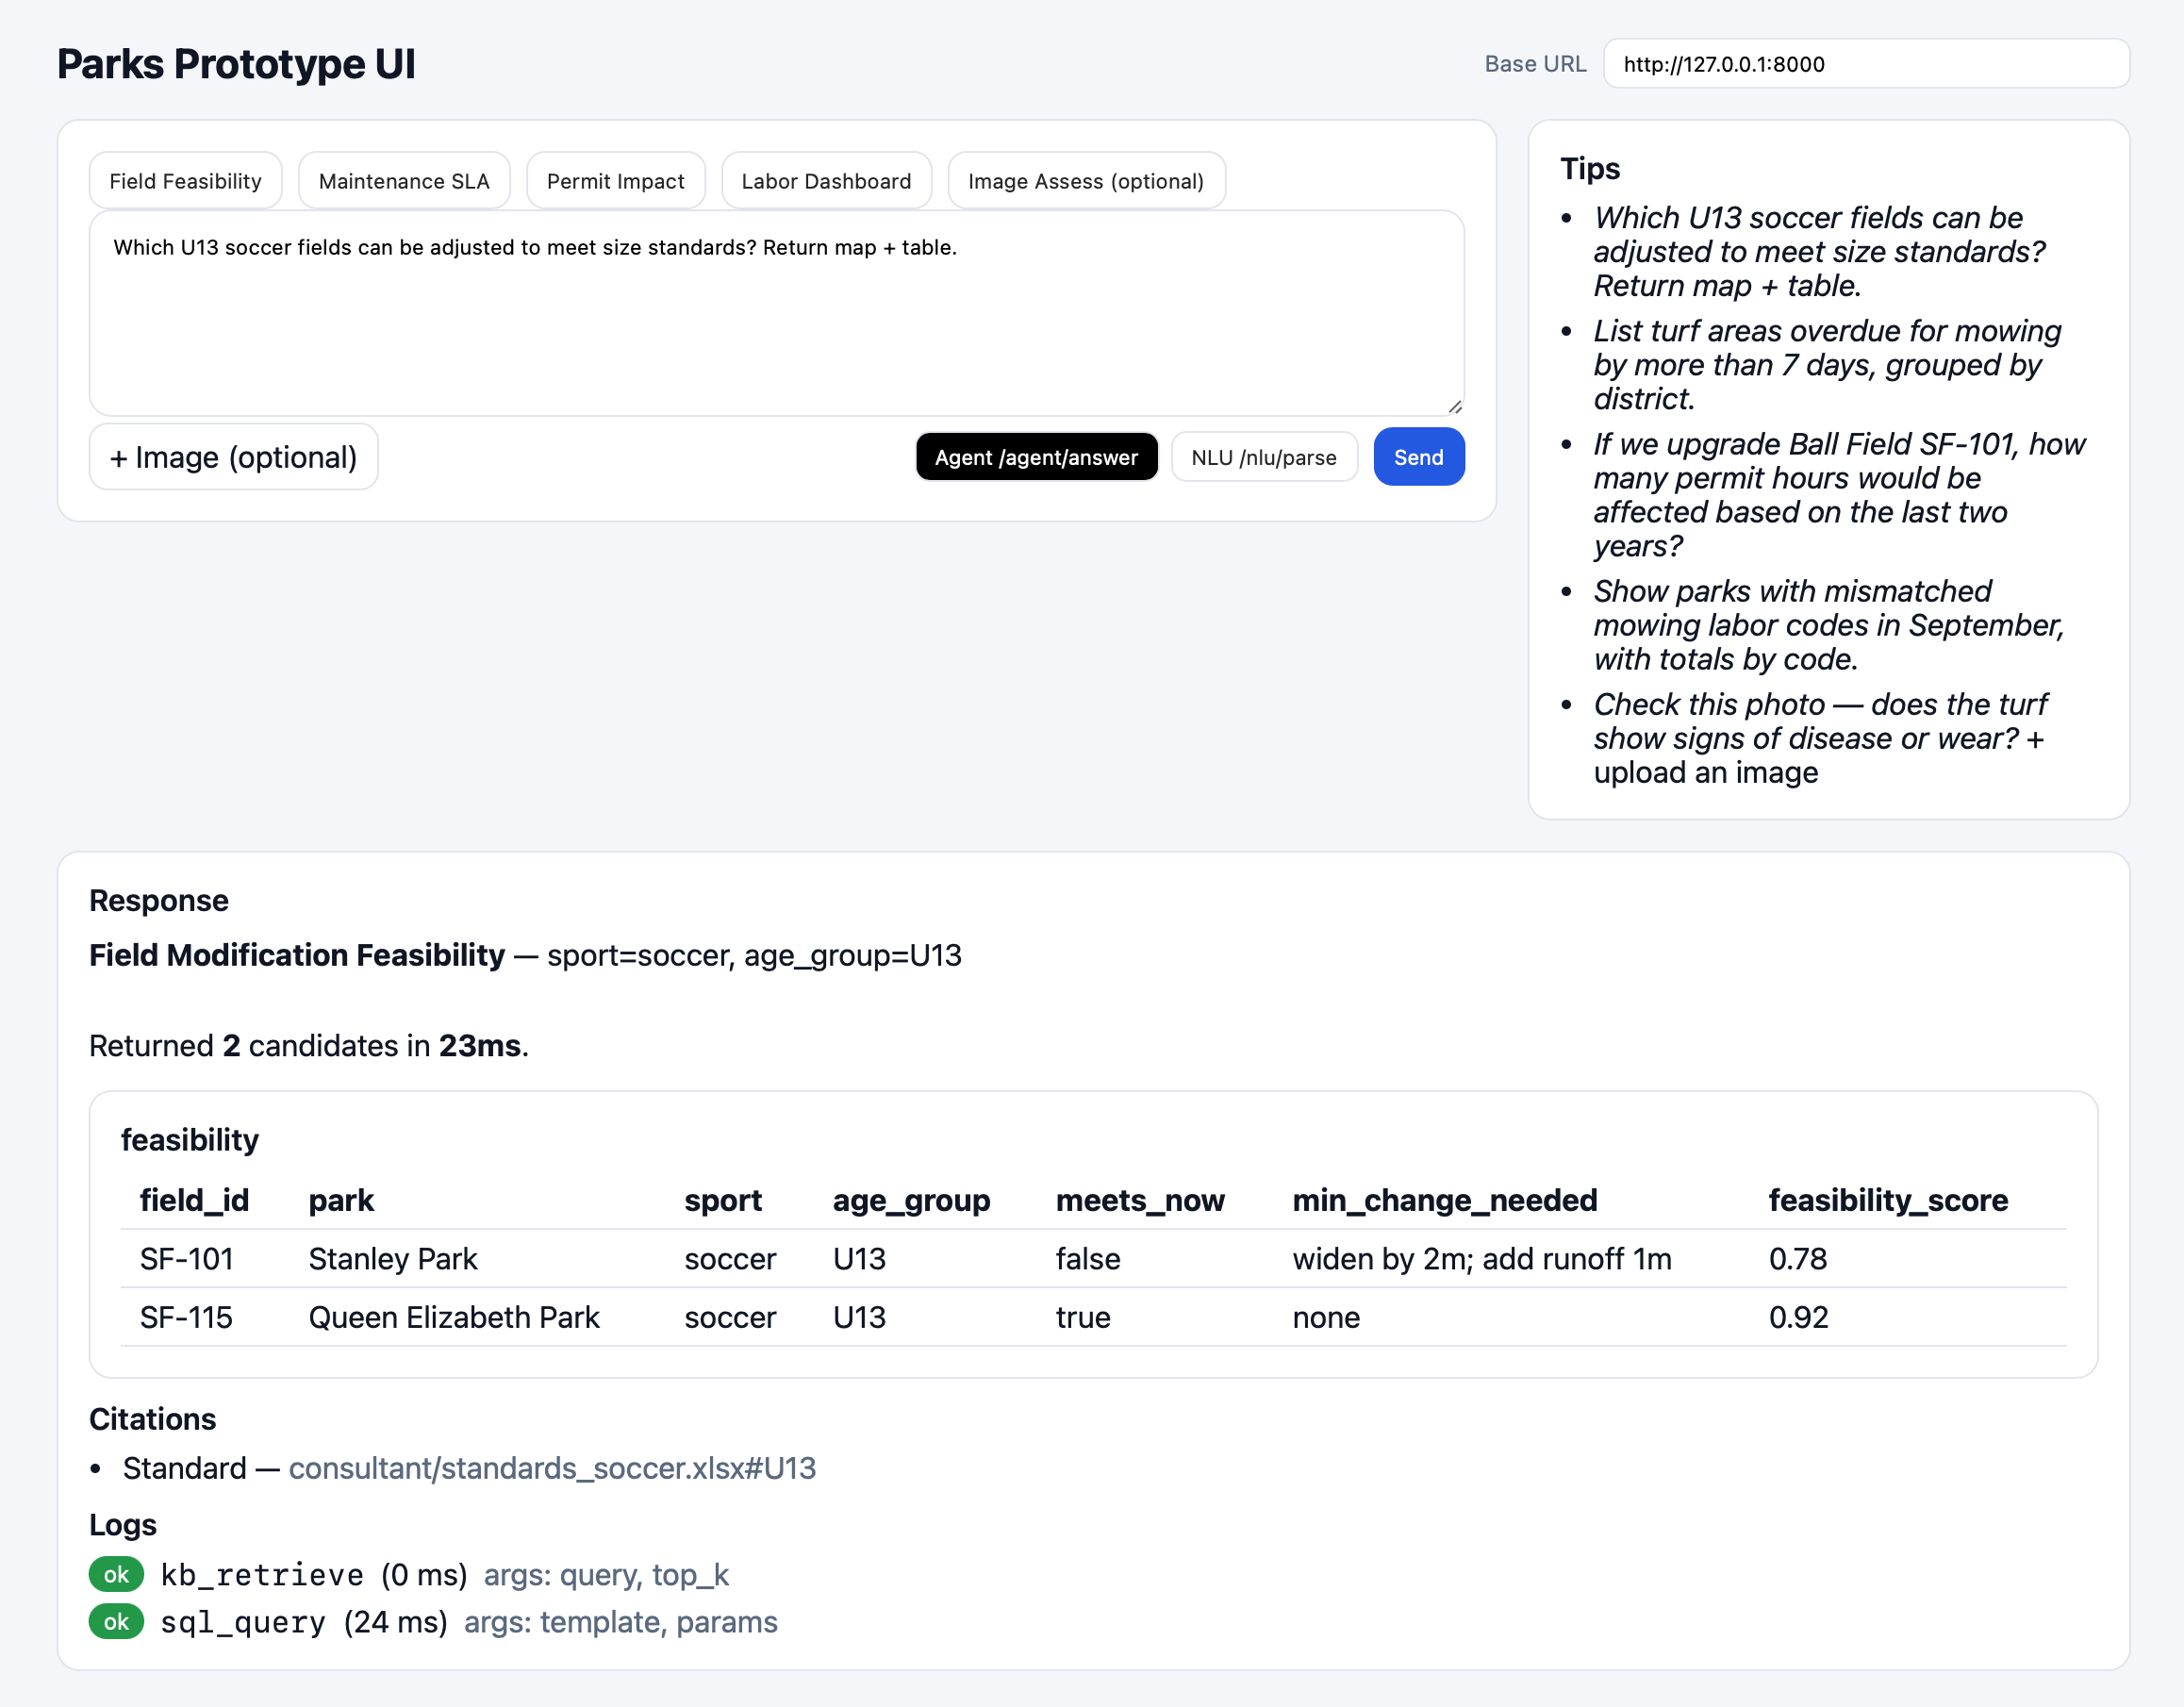 Parks Prototype UI
Base URL http://127.0.0.1:8000
Field Feasibility Maintenance SLA Permit Impact Labor Dashboard Image Assess (optional)
Which U13 soccer fields can be adjusted to meet size standards? Return map + table.
+ Image (optional) Agent /agent/answer NLU /nlu/parse Send
Tips
• Which U13 soccer fields can be
adjusted to meet size standards?
Return map + table.
• List turf areas overdue for mowing
by more than 7 days, grouped by
district.
• If we upgrade Ball Field SF-101, how
many permit hours would be
affected based on the last two
years?
• Show parks with mismatched
mowing labor codes in September,
with totals by code.
• Check this photo — does the turf
show signs of disease or wear? +
upload an image
Response
Field Modification Feasibility — sport=soccer, age_group=U13
Returned 2 candidates in 23ms.
feasibility
field_id park sport age_group meets_now min_change_needed feasibility_score
SF-101 Stanley Park soccer U13 false widen by 2m; add runoff 1m 0.78
SF-115 Queen Elizabeth Park soccer U13 true none 0.92
Citations
• Standard — consultant/standards_soccer.xlsx#U13
Logs
ok kb_retrieve (0 ms) args: query, top_k
ok sql_query (24 ms) args: template, params